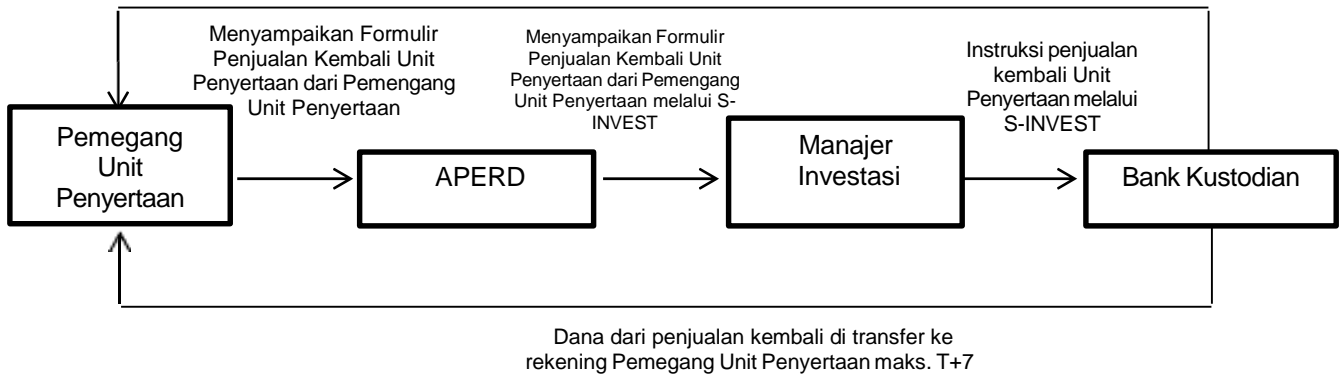 Menyampaikan Formulir
Penjualan Kembali Unit
Penyertaan dari Pemengang
Unit Penyertaan
Menyampaikan Formulir
Penjualan Kembali Unit
Penyertaan dari Pemengang
Unit Penyertaan melalui S-
INVEST
Instruksi penjualan
kembali Unit
Penyertaan melalui
S-INVEST
Pemegang
Unit
Penyertaan
APERD
Manajer
Investasi
Bank Kustodian
Dana dari penjualan kembali di transfer ke
rekening Pemegang Unit Penyertaan maks. T+7